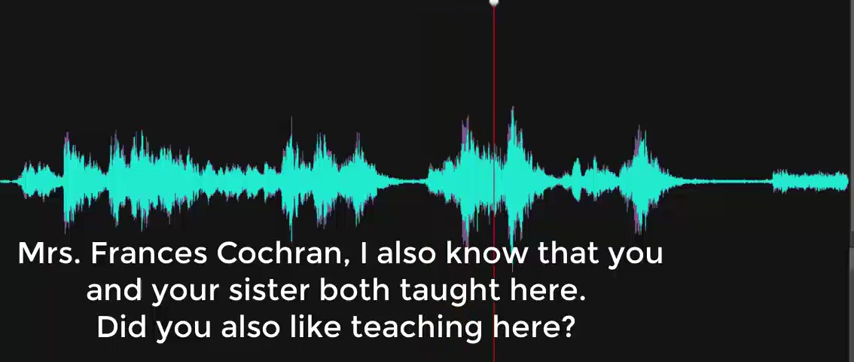 Mrs. Frances Cochran, I also know that you
and your sister both taught here.
Did you also like teaching here?